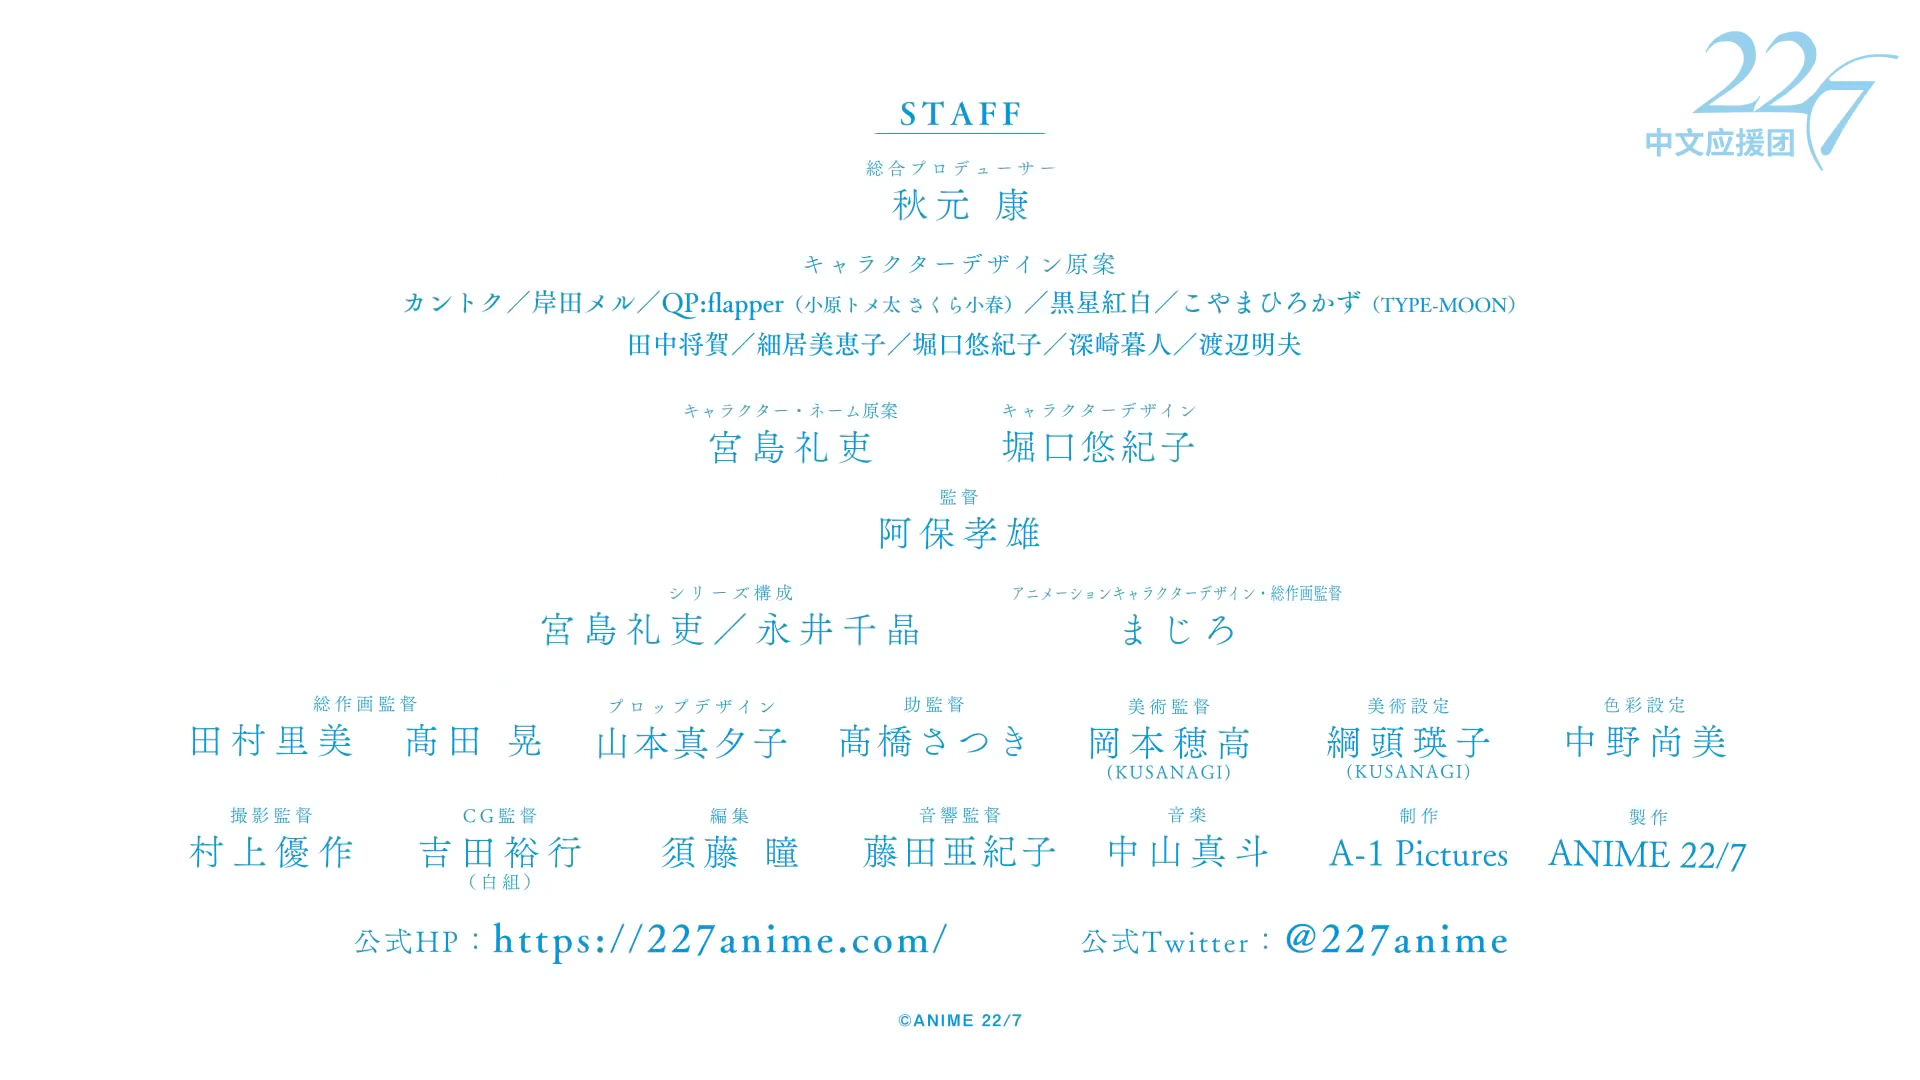 22/7
中文应援团
STAFF
総合プロデューサー
秋元 康
キャラクターデザイン原案
カントク／岸田メル／QP:flapper（小原トメ太 さくら小春）／黒星紅白／こやまひろかず（TYPE-MOON）
田中将賀／細居美恵子／堀口悠紀子／深崎暮人／渡辺明夫
キャラクター・ネーム原案 キャラクターデザイン
宮島礼吏 堀口悠紀子
監督
阿保孝雄
シリーズ構成 アニメーションキャラクターデザイン・総作画監督
宮島礼吏／永井千晶 まじろ
総作画監督 プロップデザイン 助監督 美術監督 美術設定 色彩設定
田村里美 髙田 晃 山本真夕子 髙橋さつき 岡本穂高 綱頭瑛子 中野尚美
(KUSANAGI) (KUSANAGI)
撮影監督 CG監督 編集 音響監督 音楽 制作 製作
村上優作 吉田裕行 須藤 瞳 藤田亜紀子 中山真斗 A-1 Pictures ANIME 22/7
（白組）
公式HP：https://227anime.com/ 公式Twitter：@227anime
©ANIME 22/7